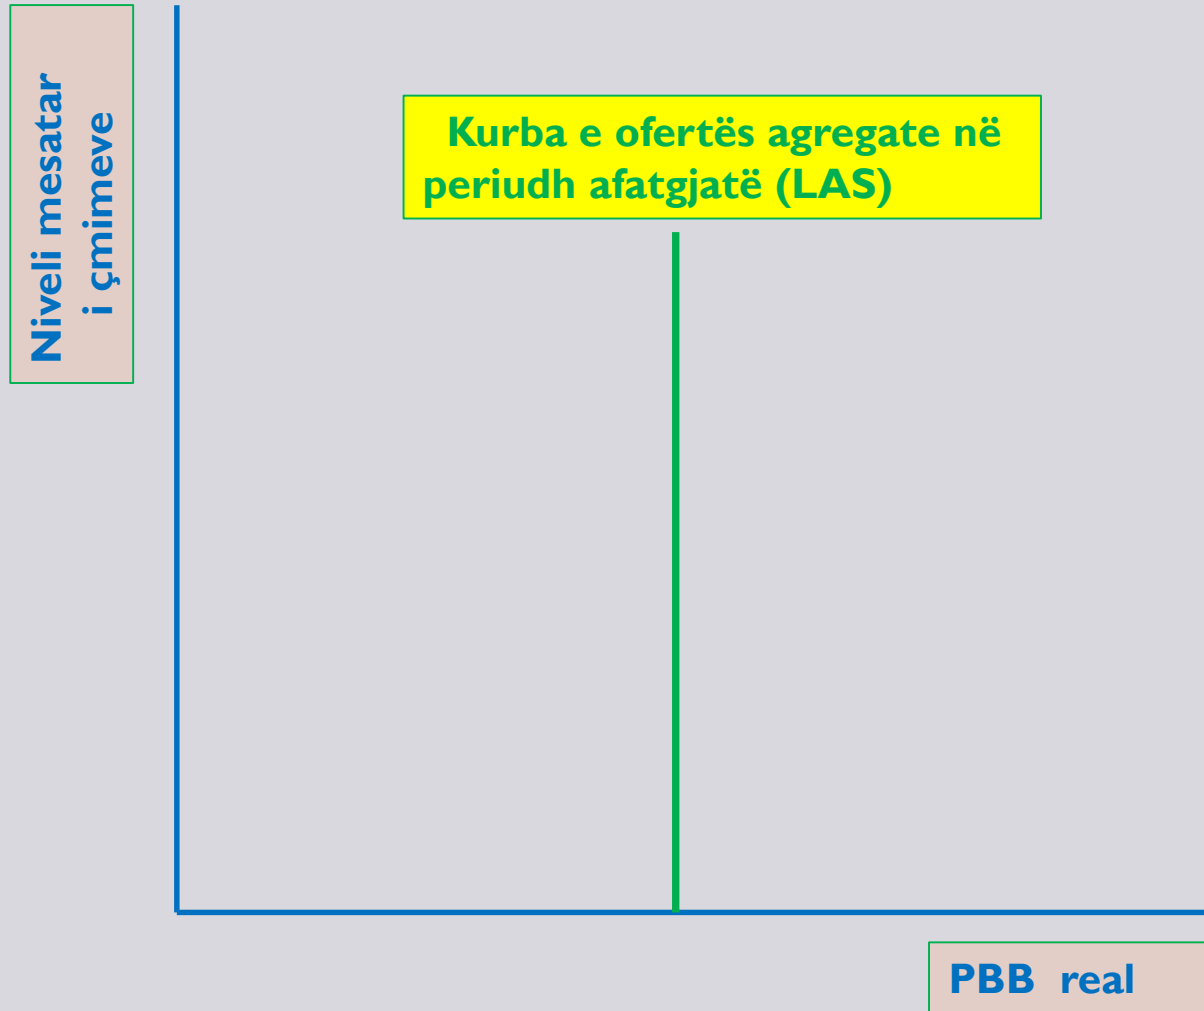 Niveli mesatar
i çmimeve
Kurba e ofertës agregate në
periudh afatgjatë (LAS)
PBB real